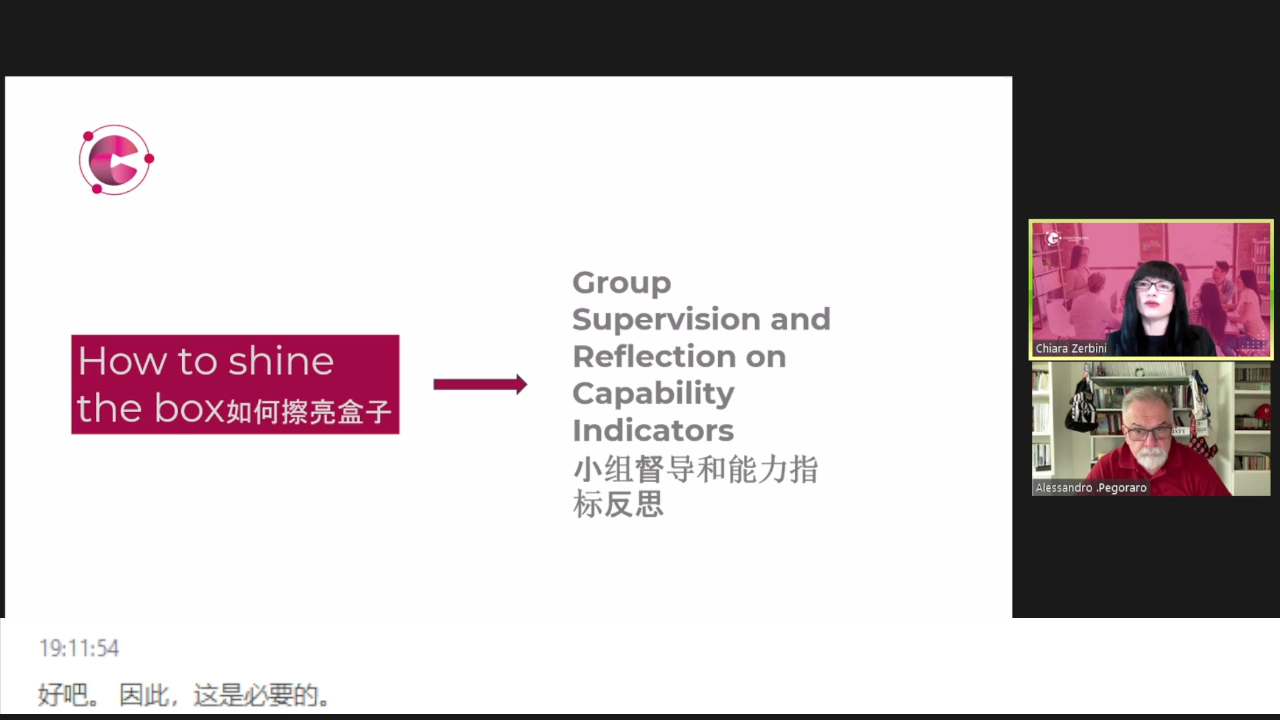 How to shine
the box如何擦亮盒子
Group
Supervision and
Reflection on
Capability
Indicators
小组督导和能力指
标反思
Chiara Zerbini
Alessandro .Pegoraro
19:11:54
好吧。 因此，这是必要的。